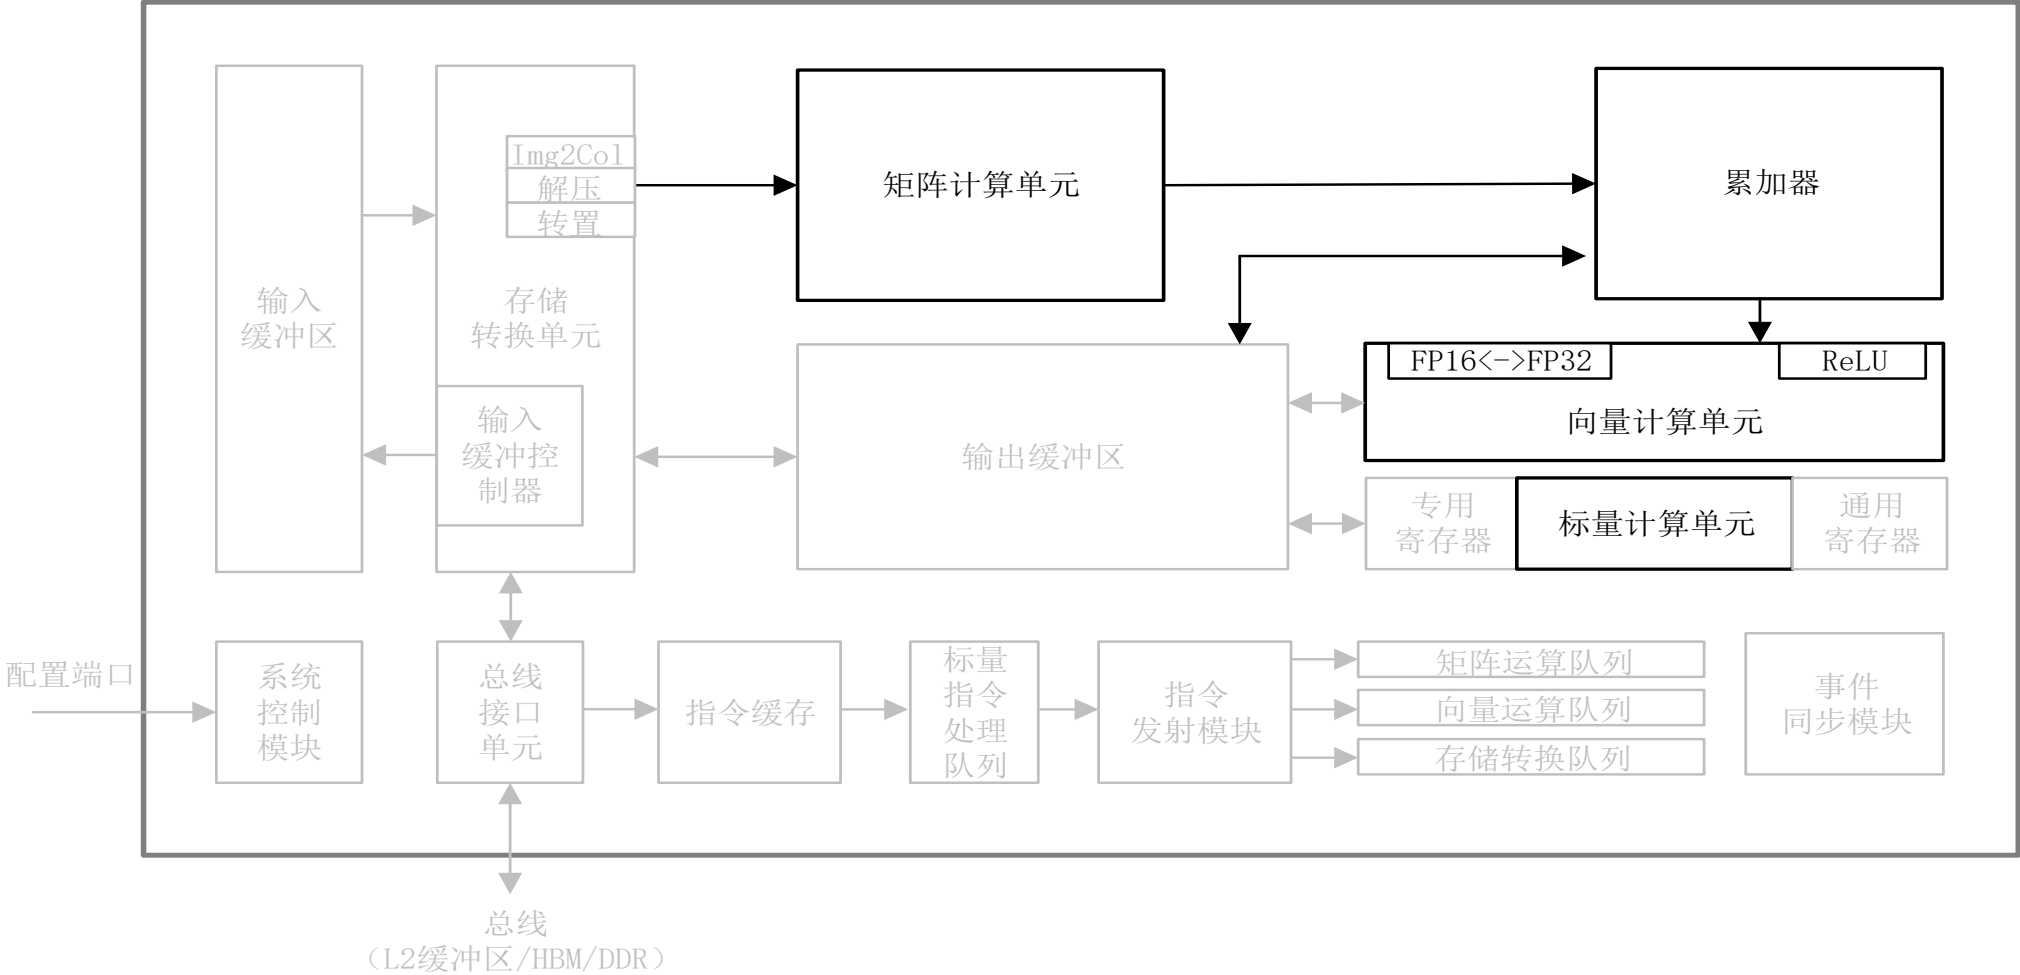 Img2Col
解压
转置
矩阵计算单元
累加器
输入
缓冲区
存储
转换单元
FP16<->FP32
ReLU
向量计算单元
输入
缓冲控
制器
输出缓冲区
专用
寄存器
标量计算单元
通用
寄存器
配置端口
系统
控制
模块
总线
接口
单元
指令缓存
标量
指令
处理
队列
指令
发射模块
矩阵运算队列
向量运算队列
存储转换队列
事件
同步模块
总线
（L2缓冲区/HBM/DDR）